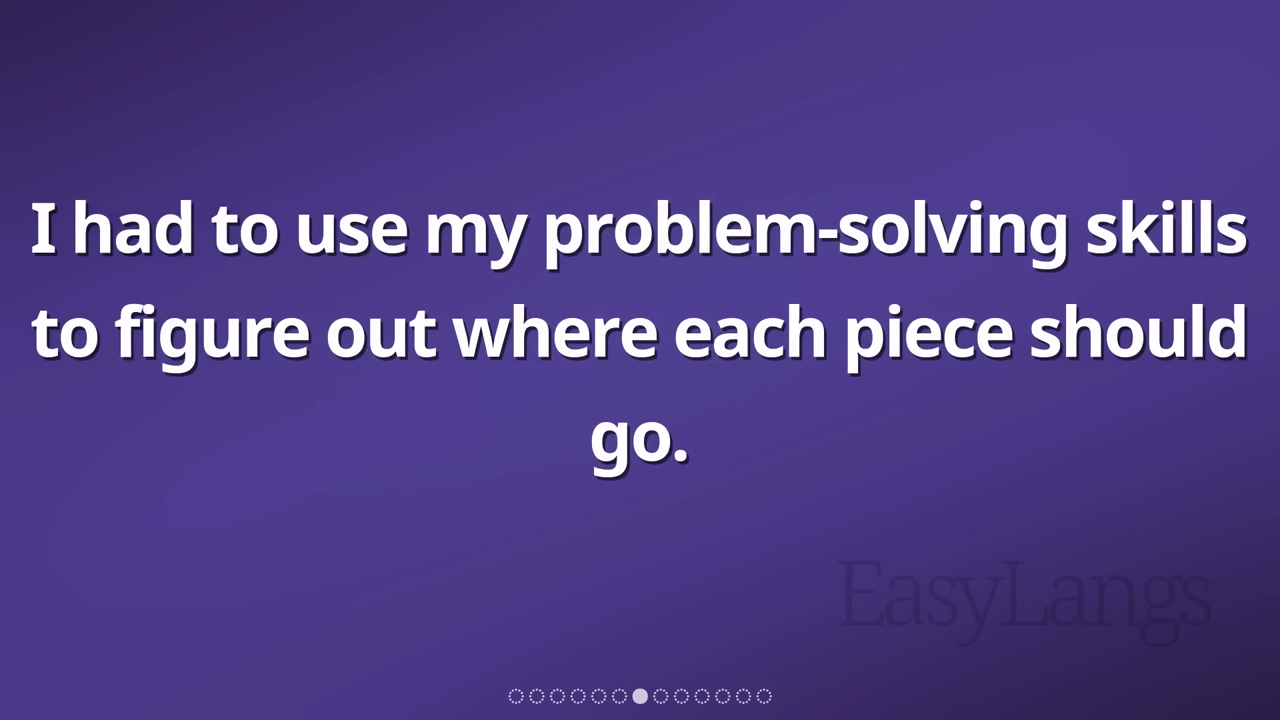 I had to use my problem-solving skills
to figure out where each piece should
go.
EasyLangs